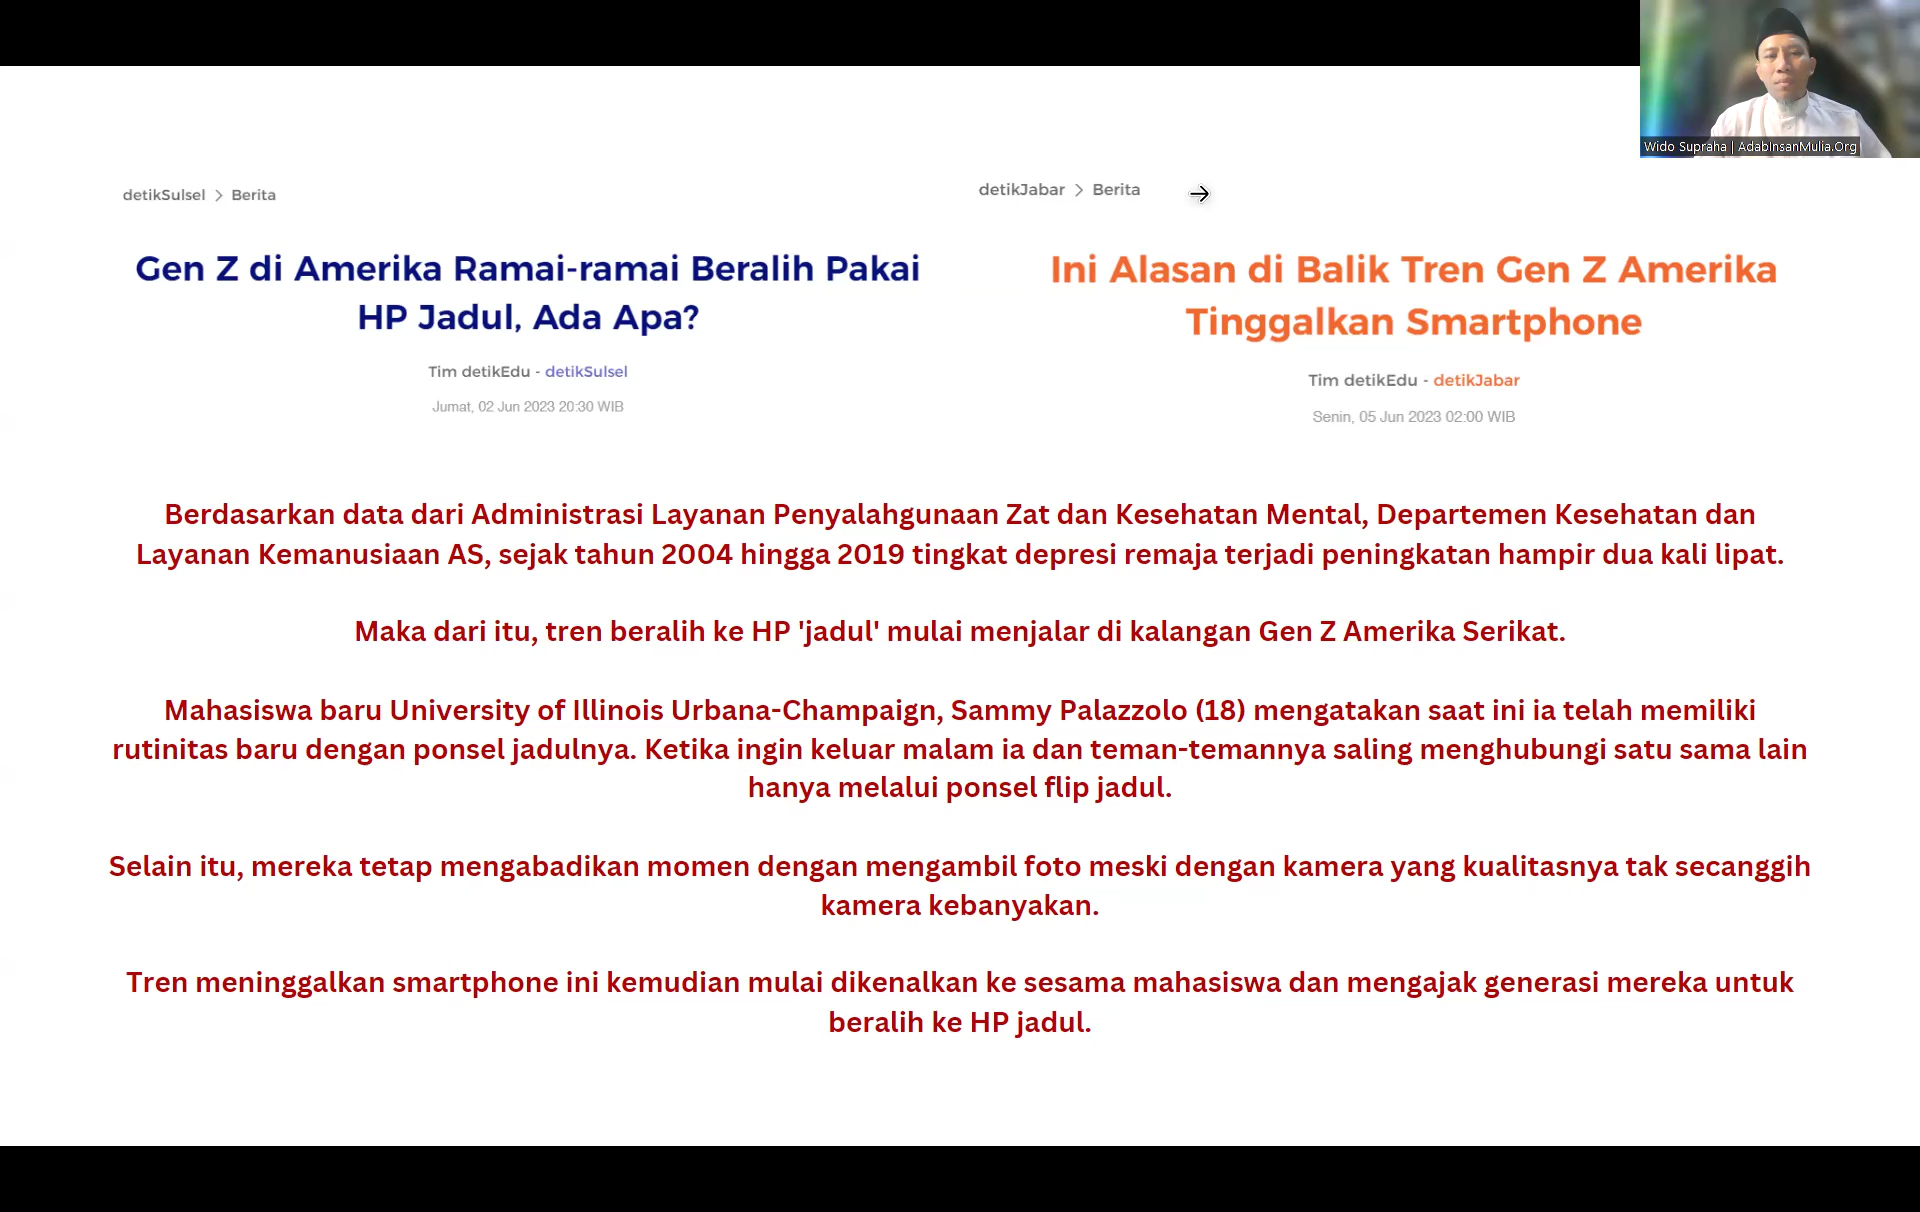 Wido Supraha | AdabInsanMulia.Org
detikSulsel > Berita
Gen Z di Amerika Ramai-ramai Beralih Pakai
HP Jadul, Ada Apa?
Tim detikEdu - detikSulsel
Jumat, 02 Jun 2023 20:30 WIB
detikJabar > Berita
Ini Alasan di Balik Tren Gen Z Amerika
Tinggalkan Smartphone
Tim detikEdu - detikJabar
Senin, 05 Jun 2023 02:00 WIB
Berdasarkan data dari Administrasi Layanan Penyalahgunaan Zat dan Kesehatan Mental, Departemen Kesehatan dan
Layanan Kemanusiaan AS, sejak tahun 2004 hingga 2019 tingkat depresi remaja terjadi peningkatan hampir dua kali lipat.
Maka dari itu, tren beralih ke HP 'jadul' mulai menjalar di kalangan Gen Z Amerika Serikat.
Mahasiswa baru University of Illinois Urbana-Champaign, Sammy Palazzolo (18) mengatakan saat ini ia telah memiliki
rutinitas baru dengan ponsel jadulnya. Ketika ingin keluar malam ia dan teman-temannya saling menghubungi satu sama lain
hanya melalui ponsel flip jadul.
Selain itu, mereka tetap mengabadikan momen dengan mengambil foto meski dengan kamera yang kualitasnya tak secanggih
kamera kebanyakan.
Tren meninggalkan smartphone ini kemudian mulai dikenalkan ke sesama mahasiswa dan mengajak generasi mereka untuk
beralih ke HP jadul.